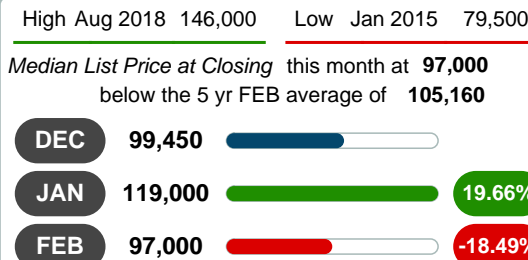 High Aug 2018 146,000 Low Jan 2015 79,500
Median List Price at Closing this month at 97,000
below the 5 yr FEB average of 105,160
DEC 99,450
JAN 119,000 19.66%
FEB 97,000 -18.49%